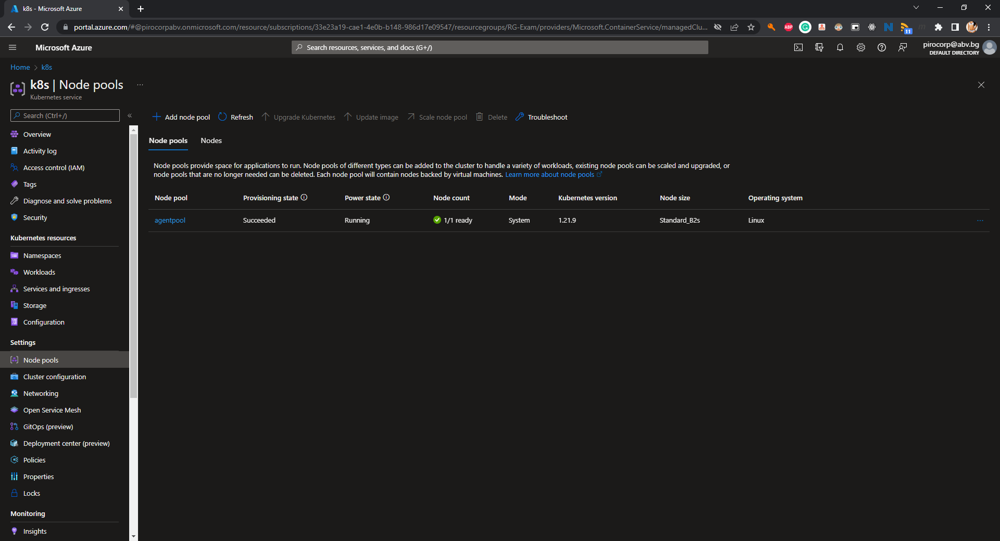 k8s - Microsoft Azure
portal.azure.com/#@pirocorpabv.onmicrosoft.com/resource/subscriptions/33e23a19-cae1-4e0b-b148-986d17e09547/resourcegroups/RG-Exam/providers/Microsoft.ContainerService/managedClu...
ABP
11
Microsoft Azure
Search resources, services, and docs (G+/)
pirocorp@abv.bg
DEFAULT DIRECTORY
Home > k8s
k8s | Node pools ...
Kubernetes service
Search (Ctrl+/)
«
Overview
Activity log
Access control (IAM)
Tags
Diagnose and solve problems
Security
Kubernetes resources
Namespaces
Workloads
Services and ingresses
Storage
Configuration
Settings
Node pools
Cluster configuration
Networking
Open Service Mesh
GitOps (preview)
Deployment center (preview)
Policies
Properties
Locks
Monitoring
Insights
Add node pool Refresh Upgrade Kubernetes Update image Scale node pool Delete Troubleshoot
Node pools Nodes
Node pools provide space for applications to run. Node pools of different types can be added to the cluster to handle a variety of workloads, existing node pools can be scaled and upgraded, or
node pools that are no longer needed can be deleted. Each node pool will contain nodes backed by virtual machines. Learn more about node pools
Node pool Provisioning state Power state Node count Mode Kubernetes version Node size Operating system
agentpool Succeeded Running 1/1 ready System 1.21.9 Standard_B2s Linux ...